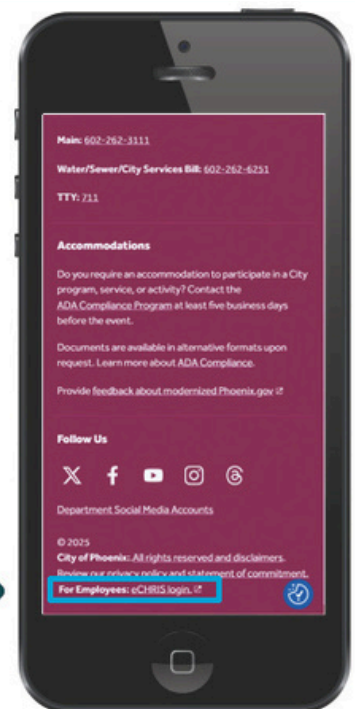 Main: 602-262-3111
Water/Sewer/City Services Bill: 602-262-6251
TTY: 711
Accommodations
Do you require an accommodation to participate in a City
program, service, or activity? Contact the
ADA Compliance Program at least five business days
before the event.
Documents are available in alternative formats upon
request. Learn more about ADA Compliance.
Provide feedback about modernized Phoenix.gov
Follow Us
Department Social Media Accounts
© 2025
City of Phoenix: All rights reserved and disclaimers.
Review our privacy policy and statement of commitment.
For Employees: eCHRIS login.